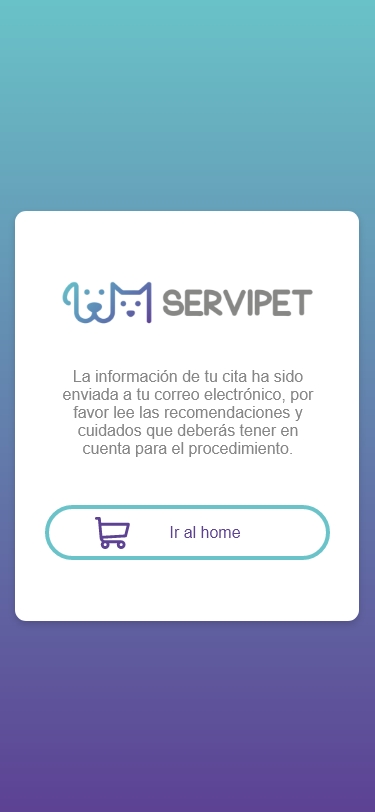 SERVIPET
La información de tu cita ha sido
enviada a tu correo electrónico, por
favor lee las recomendaciones y
cuidados que deberás tener en
cuenta para el procedimiento.
Ir al home